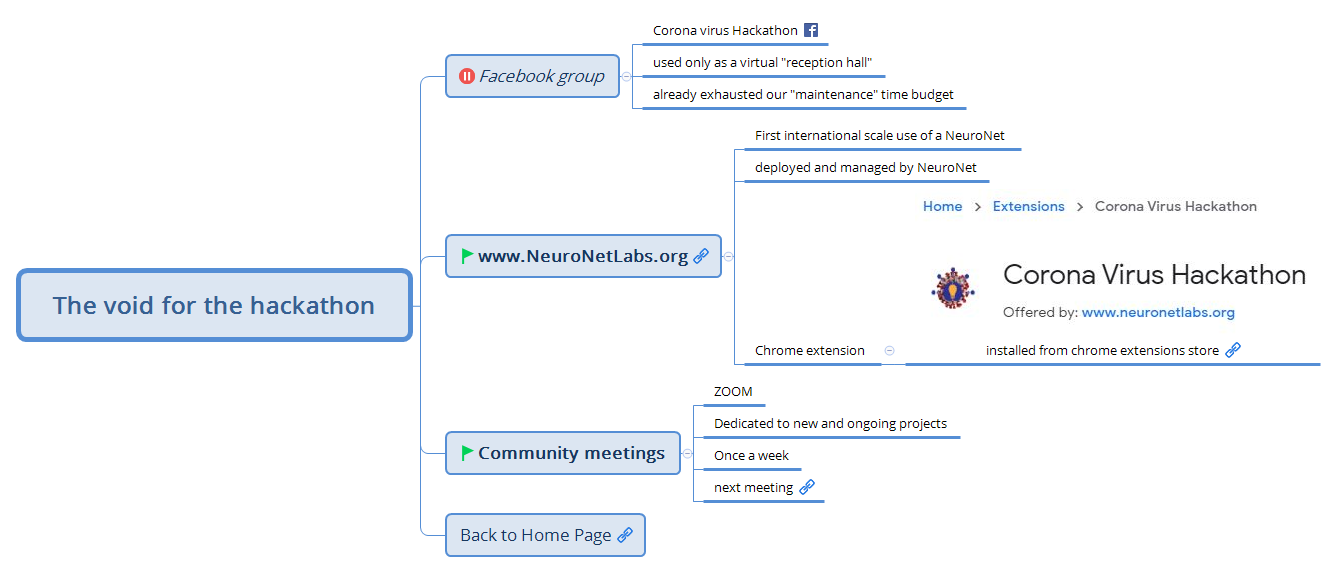 The void for the hackathon
Facebook group
Corona virus Hackathon
used only as a virtual "reception hall"
already exhausted our "maintenance" time budget
www.NeuroNetLabs.org
First international scale use of a NeuroNet
deployed and managed by NeuroNet
Home > Extensions > Corona Virus Hackathon
Corona Virus Hackathon
Offered by: www.neuronetlabs.org
Chrome extension
installed from chrome extensions store
Community meetings
ZOOM
Dedicated to new and ongoing projects
Once a week
next meeting
Back to Home Page